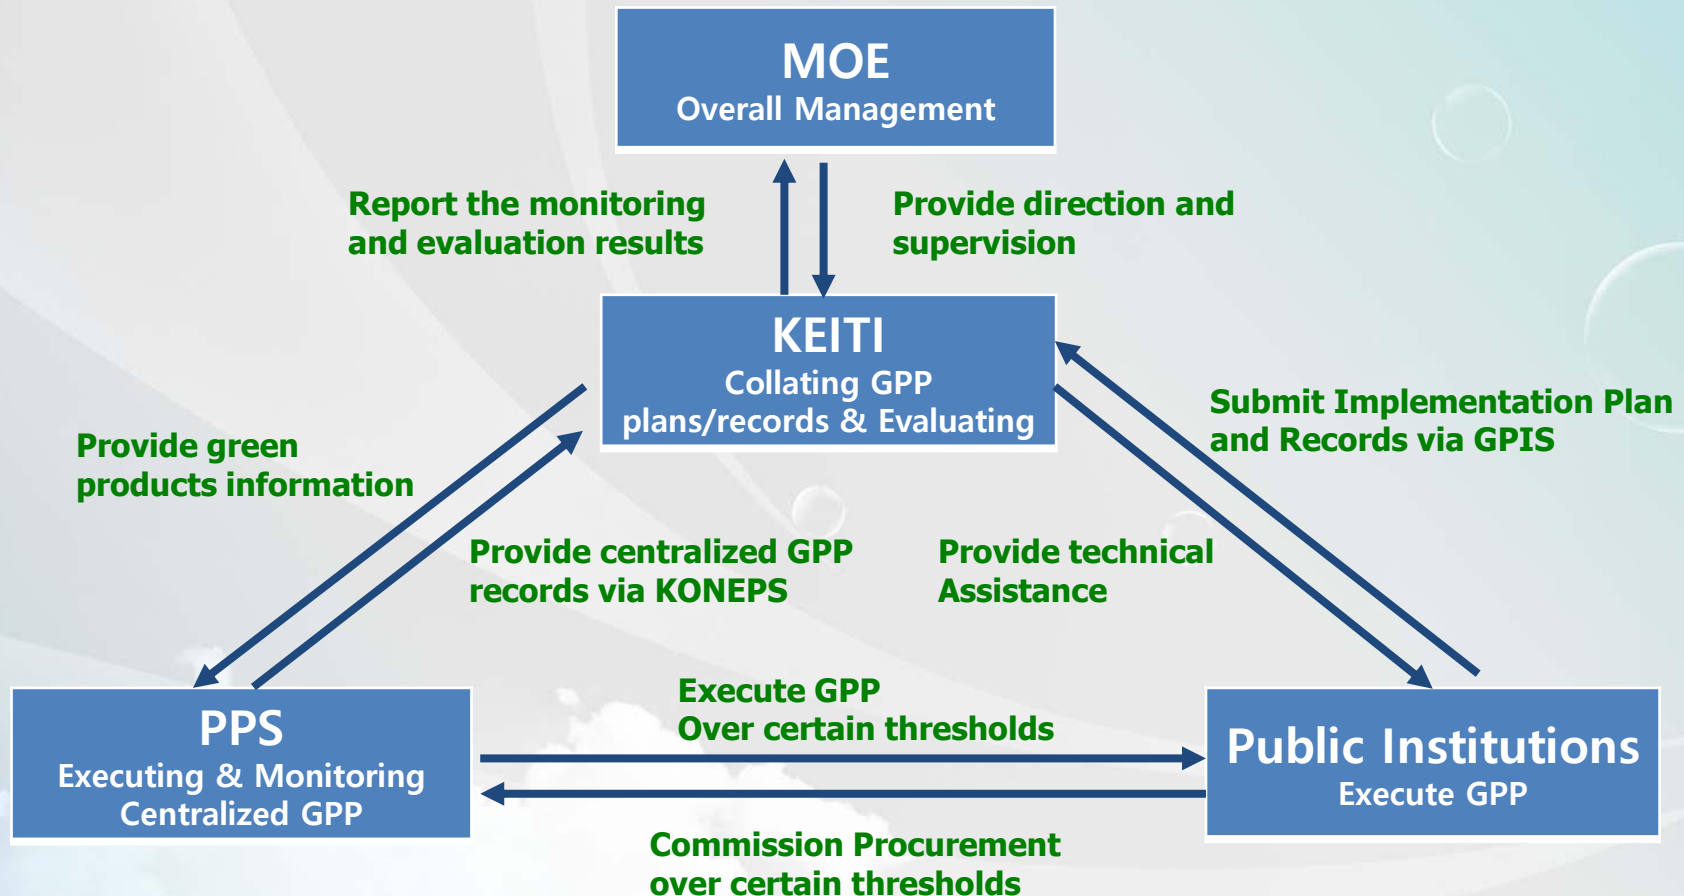 MOE
Overall Management
Report the monitoring
and evaluation results
Provide direction and
supervision
KEITI
Collating GPP
plans/records & Evaluating
Submit Implementation Plan
and Records via GPIS
Provide green
products information
Provide centralized GPP
records via KONEPS
Provide technical
Assistance
PPS
Executing & Monitoring
Centralized GPP
Execute GPP
Over certain thresholds
Public Institutions
Execute GPP
Commission Procurement
over certain thresholds